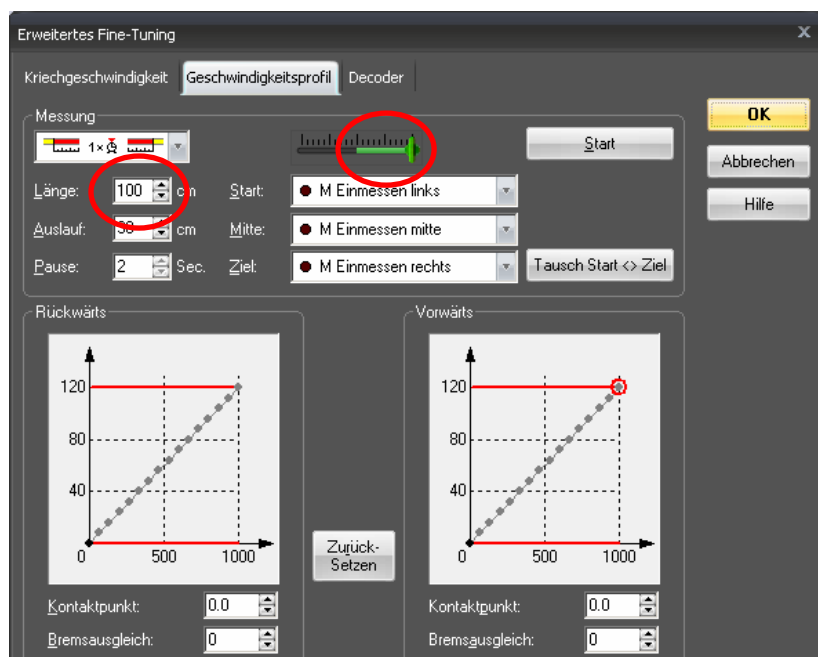 Erweitertes Fine-Tuning
x
Kriechgeschwindigkeit Geschwindigkeitsprofil Decoder
Messung
1×
Start
OK
Abbrechen
Hilfe
Länge: 100 cm Start: M Einmessen links
Auslauf: cm Mitte: M Einmessen mitte
Pause: 2 Sec. Ziel: M Einmessen rechts Tausch Start <> Ziel
Rückwärts
120
80
40
0 500 1000
Zurück-
Setzen
Kontaktpunkt: 0.0
Bremsausgleich: 0
Vorwärts
120
80
40
0 500 1000
Kontaktpunkt: 0.0
Bremsausgleich: 0